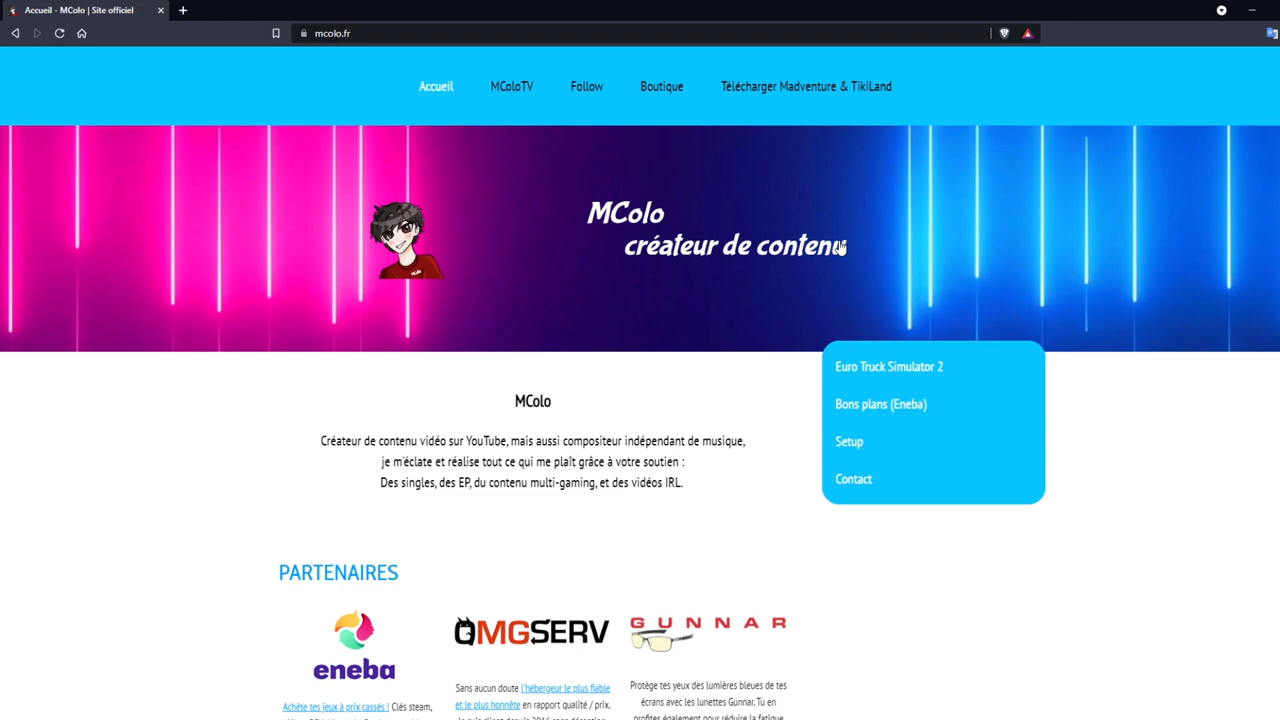 Accueil - MColo | Site officiel
mcolo.fr
Accueil
MColoTV
Follow
Boutique
Télécharger Madventure & TikiLand
MColo
créateur de contenu
Euro Truck Simulator 2
Bons plans (Eneba)
Setup
Contact
MColo
Créateur de contenu vidéo sur YouTube, mais aussi compositeur indépendant de musique,
je m'éclate et réalise tout ce qui me plaît grâce à votre soutien :
Des singles, des EP, du contenu multi-gaming, et des vidéos IRL.
PARTENAIRES
eneba
Achète tes jeux à prix cassés ! Clés steam,
OMGSERV
Sans aucun doute l'hébergeur le plus fiable
et le plus honnête en rapport qualité / prix.
GUNNAR
Protège tes yeux des lumières bleues de tes
écrans avec les lunettes Gunnar. Tu en